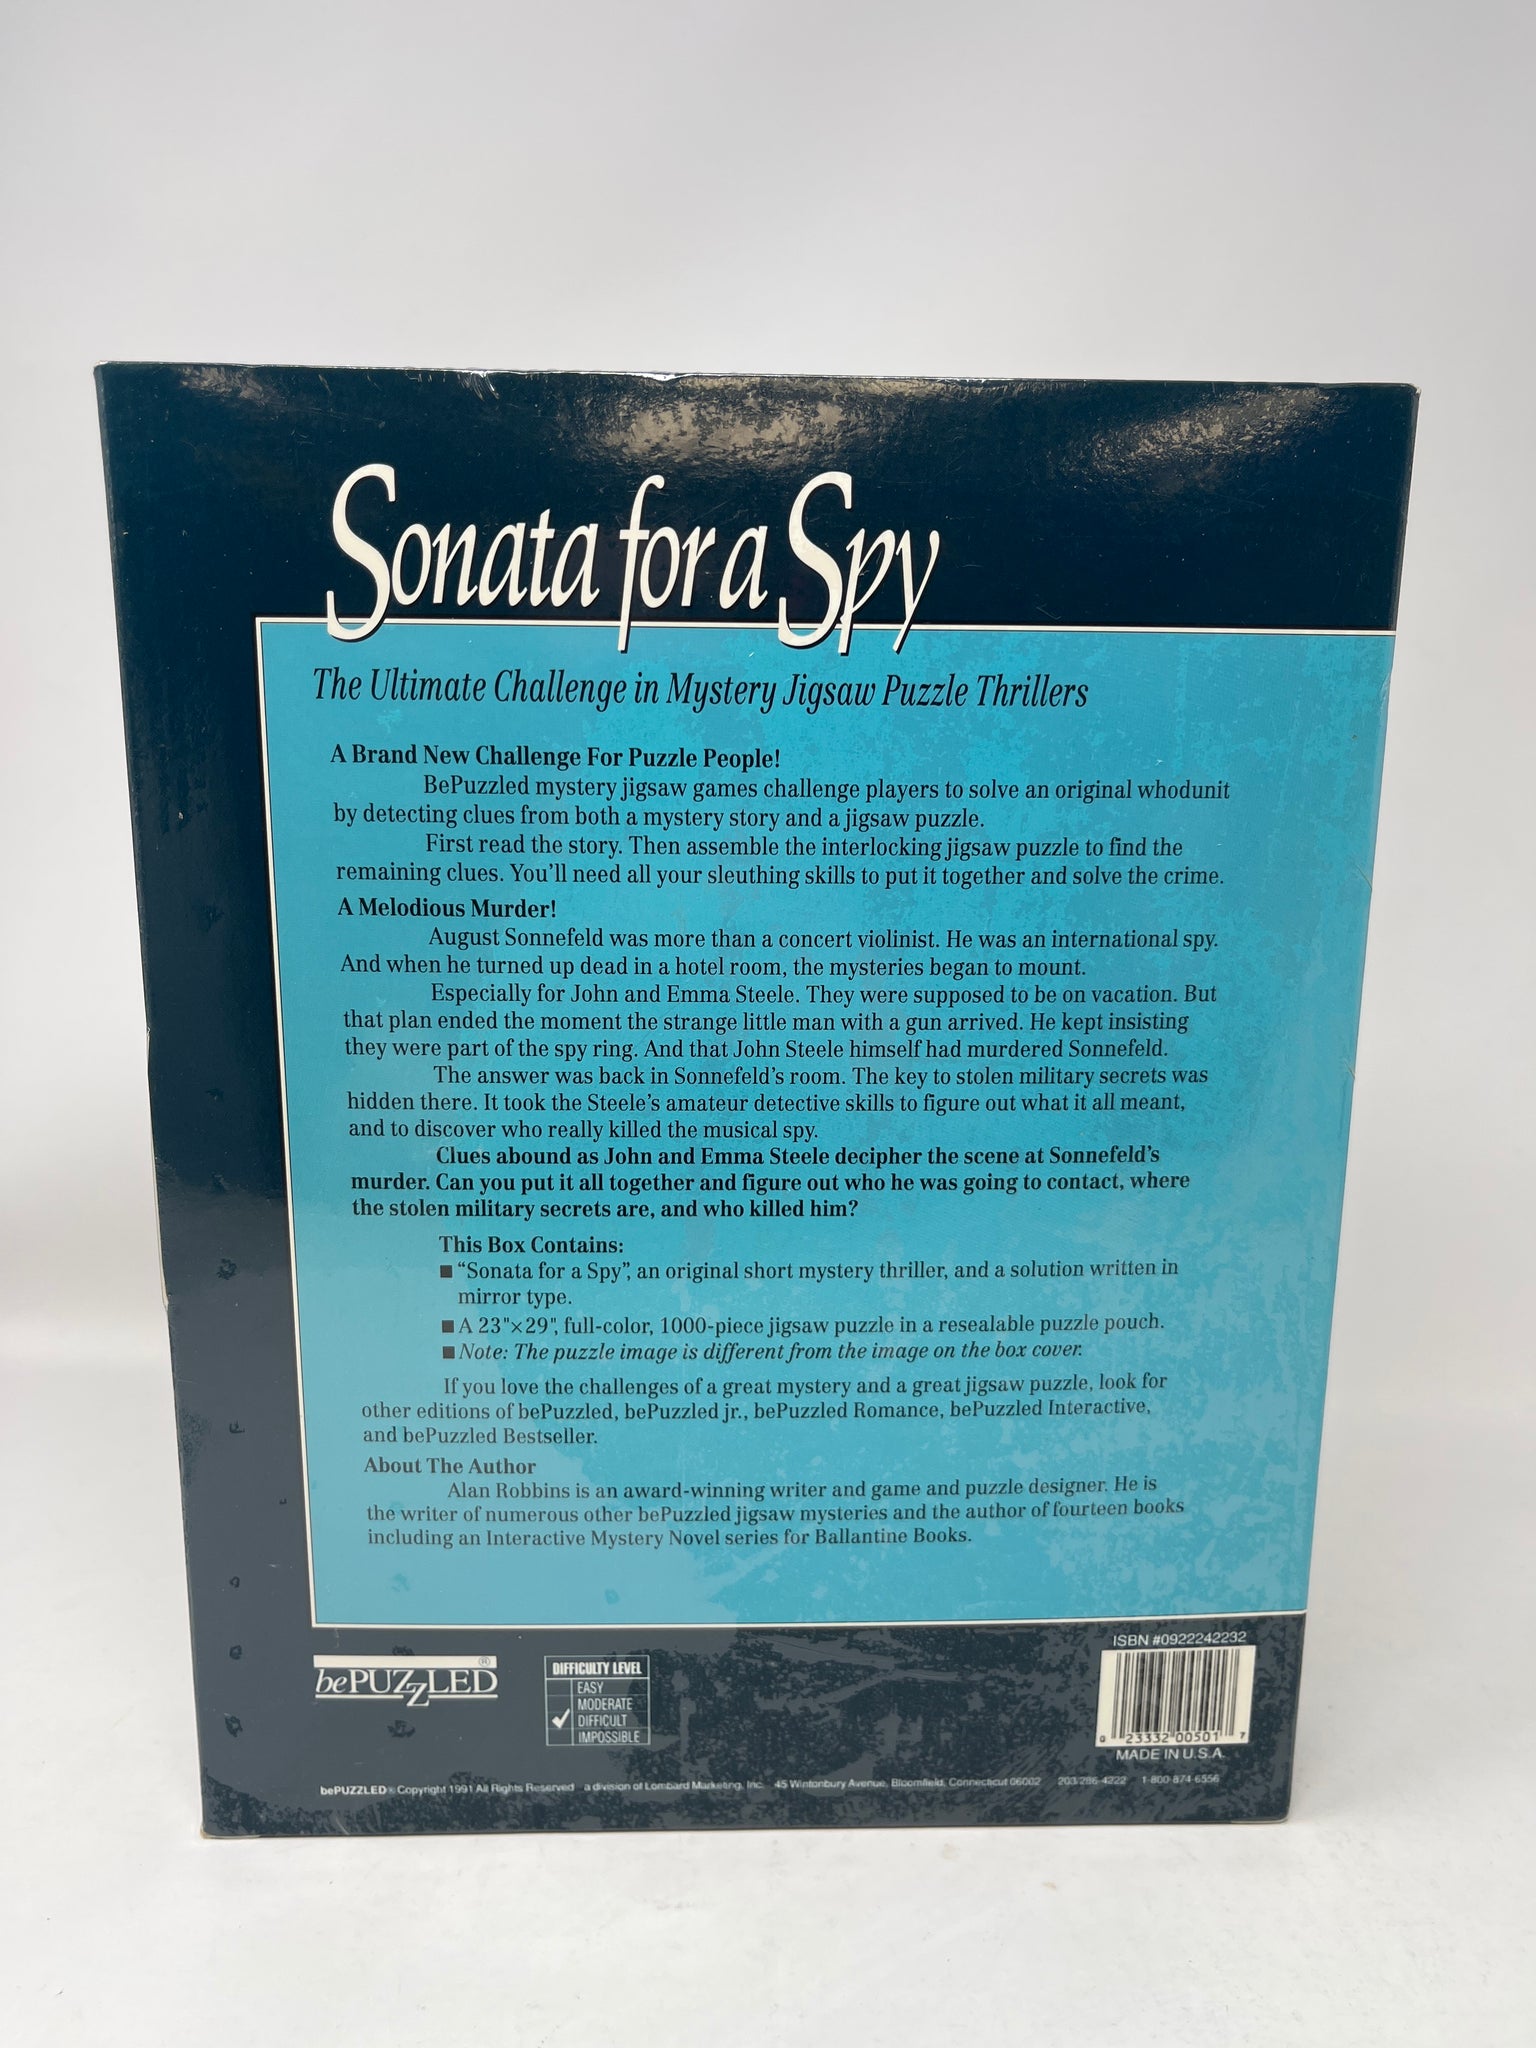 Sonata for a Spy
The Ultimate Challenge in Mystery Jigsaw Puzzle Thrillers
A Brand New Challenge For Puzzle People!
BePuzzled mystery jigsaw games challenge players to solve an original whodunit
by detecting clues from both a mystery story and a jigsaw puzzle.
First read the story. Then assemble the interlocking jigsaw puzzle to find the
remaining clues. You'll need all your sleuthing skills to put it together and solve the crime.
A Melodious Murder!
August Sonnefeld was more than a concert violinist. He was an international spy.
And when he turned up dead in a hotel room, the mysteries began to mount.
Especially for John and Emma Steele. They were supposed to be on vacation. But
that plan ended the moment the strange little man with a gun arrived. He kept insisting
they were part of the spy ring. And that John Steele himself had murdered Sonnefeld.
The answer was back in Sonnefeld's room. The key to stolen military secrets was
hidden there. It took the Steele's amateur detective skills to figure out what it all meant,
and to discover who really killed the musical spy.
Clues abound as John and Emma Steele decipher the scene at Sonnefeld's
murder. Can you put it all together and figure out who he was going to contact, where
the stolen military secrets are, and who killed him?
This Box Contains:
■ "Sonata for a Spy", an original short mystery thriller, and a solution written in
mirror type.
■ A 23"×29", full-color, 1000-piece jigsaw puzzle in a resealable puzzle pouch.
■ Note: The puzzle image is different from the image on the box cover.
If you love the challenges of a great mystery and a great jigsaw puzzle, look for
other editions of bePuzzled, bePuzzled jr., bePuzzled Romance, bePuzzled Interactive,
and bePuzzled Bestseller.
About The Author
Alan Robbins is an award-winning writer and game and puzzle designer. He is
the writer of numerous other bePuzzled jigsaw mysteries and the author of fourteen books
including an Interactive Mystery Novel series for Ballantine Books.
ISBN #0922242232
bePUZZLED®
DIFFICULTY LEVEL
EASY
MODERATE
✓ DIFFICULT
IMPOSSIBLE
0 23332 00501 7
MADE IN U.S.A.
bePUZZLED® Copyright 1991 All Rights Reserved a division of Lombard Marketing, Inc. 45 Wintonbury Avenue, Bloomfield, Connecticut 06002 203/286-4222 1-800-874-6556